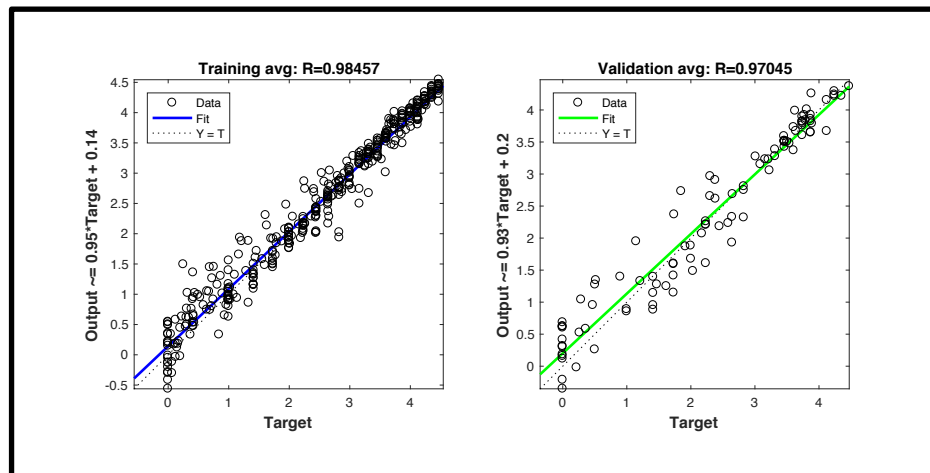 Training avg: R=0.98457
Output ~= 0.95*Target + 0.14
4.5
4
3.5
3
2.5
2
1.5
1
0.5
0
-0.5
Data
Fit
Y = T
0 1 2 3 4
Target
Validation avg: R=0.97045
Output ~= 0.93*Target + 0.2
4
3.5
3
2.5
2
1.5
1
0.5
0
Data
Fit
Y = T
0 1 2 3 4
Target